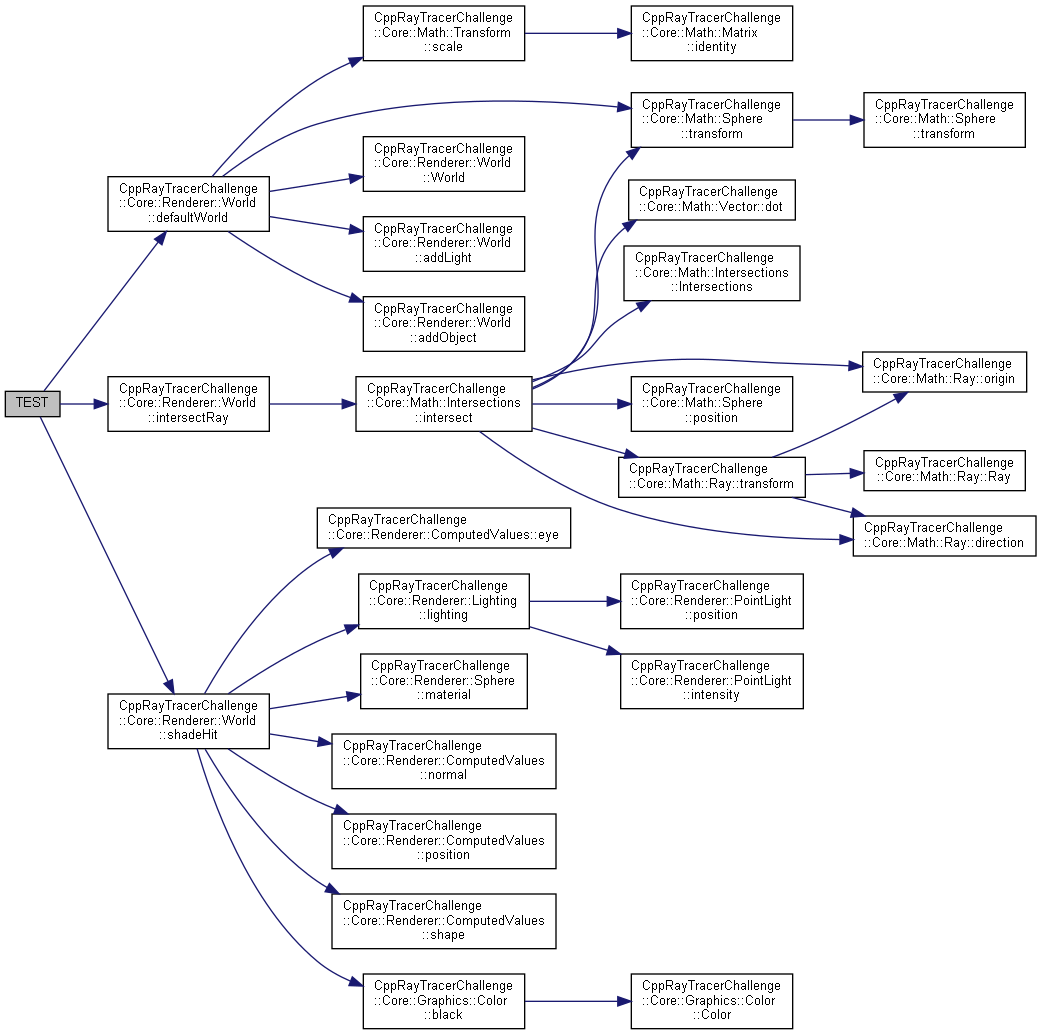 CppRayTracerChallenge
::Core::Math::Transform
::scale
CppRayTracerChallenge
::Core::Math::Matrix
::identity
CppRayTracerChallenge
::Core::Math::Sphere
::transform
CppRayTracerChallenge
::Core::Math::Sphere
::transform
CppRayTracerChallenge
::Core::Renderer::World
::World
CppRayTracerChallenge
::Core::Renderer::World
::defaultWorld
CppRayTracerChallenge
::Core::Math::Vector::dot
CppRayTracerChallenge
::Core::Renderer::World
::addLight
CppRayTracerChallenge
::Core::Math::Intersections
::Intersections
CppRayTracerChallenge
::Core::Renderer::World
::addObject
CppRayTracerChallenge
::Core::Math::Ray::origin
TEST
CppRayTracerChallenge
::Core::Renderer::World
::intersectRay
CppRayTracerChallenge
::Core::Math::Intersections
::intersect
CppRayTracerChallenge
::Core::Math::Sphere
::position
CppRayTracerChallenge
::Core::Math::Ray::transform
CppRayTracerChallenge
::Core::Math::Ray::Ray
CppRayTracerChallenge
::Core::Math::Ray::direction
CppRayTracerChallenge
::Core::Renderer::ComputedValues::eye
CppRayTracerChallenge
::Core::Renderer::Lighting
::lighting
CppRayTracerChallenge
::Core::Renderer::PointLight
::position
CppRayTracerChallenge
::Core::Renderer::Sphere
::material
CppRayTracerChallenge
::Core::Renderer::PointLight
::intensity
CppRayTracerChallenge
::Core::Renderer::World
::shadeHit
CppRayTracerChallenge
::Core::Renderer::ComputedValues
::normal
CppRayTracerChallenge
::Core::Renderer::ComputedValues
::position
CppRayTracerChallenge
::Core::Renderer::ComputedValues
::shape
CppRayTracerChallenge
::Core::Graphics::Color
::black
CppRayTracerChallenge
::Core::Graphics::Color
::Color